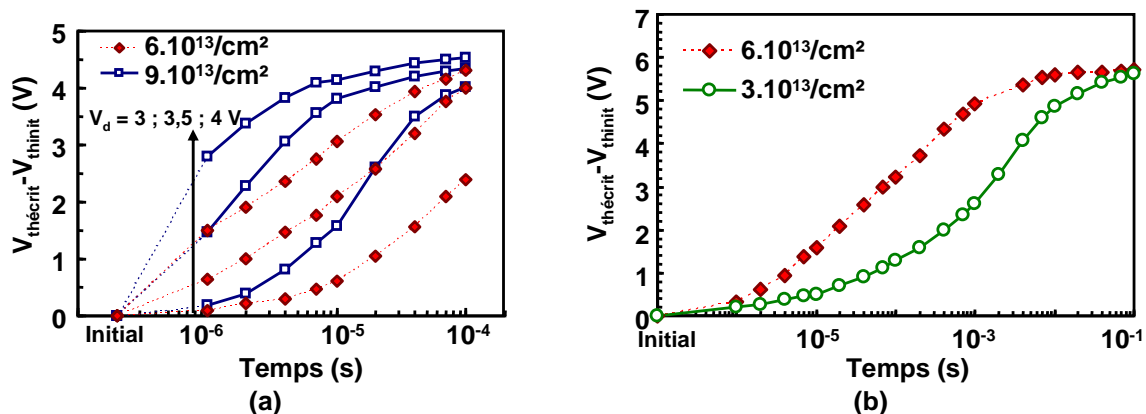 5
4
3
2
1
0
V_thécrit-V_thinit (V)
6.10¹³/cm²
9.10¹³/cm²
V_d = 3 ; 3,5 ; 4 V
Initial
10⁻⁶
10⁻⁵
10⁻⁴
Temps (s)
(a)
7
6
5
4
3
2
1
0
V_thécrit-V_thinit (V)
6.10¹³/cm²
3.10¹³/cm²
Initial
10⁻⁵
10⁻³
10⁻¹
Temps (s)
(b)